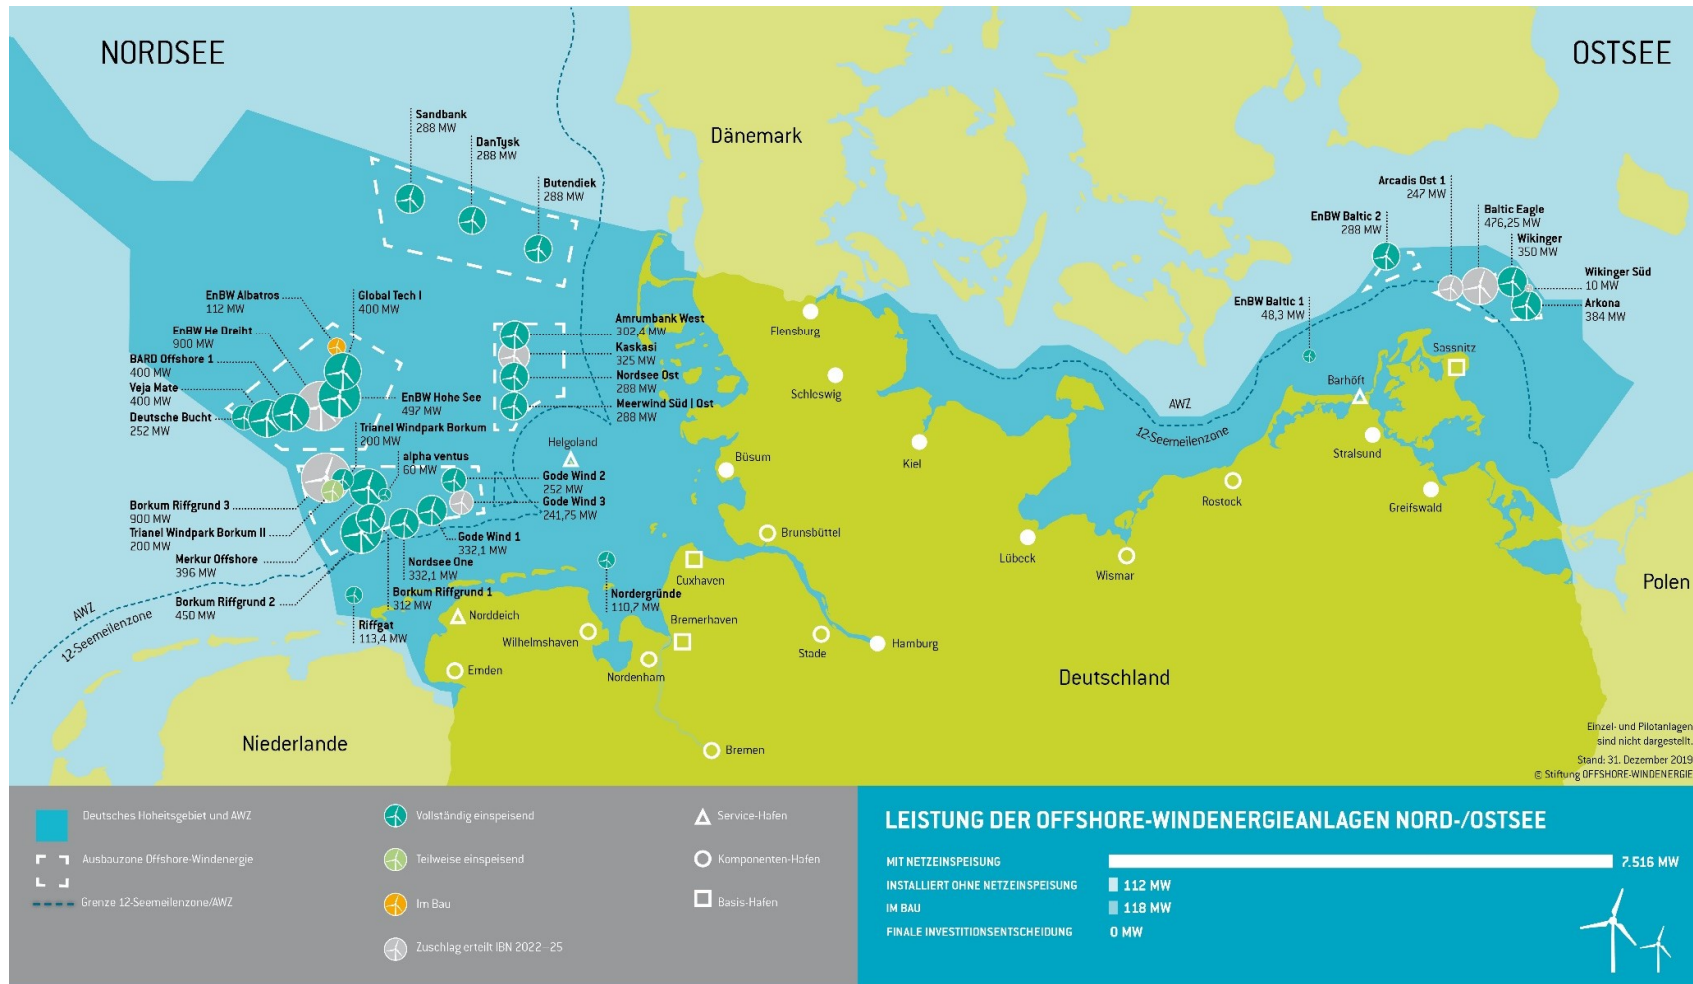 NORDSEE
OSTSEE
Sandbank
288 MW
DanTysk
288 MW
Butendiek
288 MW
Dänemark
Arcadis Ost 1
247 MW
EnBW Baltic 2
288 MW
Baltic Eagle
476,25 MW
Wikinger
350 MW
Wikinger Süd
10 MW
Arkona
384 MW
EnBW Baltic 1
48,3 MW
EnBW Albatros
112 MW
Global Tech I
400 MW
EnBW He Dreiht
900 MW
BARD Offshore 1
400 MW
Veja Mate
400 MW
Deutsche Bucht
252 MW
EnBW Hohe See
497 MW
Trianel Windpark Borkum
200 MW
alpha ventus
60 MW
Amrumbank West
302,4 MW
Kaskasi
325 MW
Nordsee Ost
288 MW
Meerwind Süd | Ost
288 MW
Helgoland
Gode Wind 2
252 MW
Gode Wind 3
241,75 MW
Borkum Riffgrund 3
900 MW
Trianel Windpark Borkum II
200 MW
Merkur Offshore
396 MW
Borkum Riffgrund 2
450 MW
Gode Wind 1
332,1 MW
Nordsee One
332,1 MW
Borkum Riffgrund 1
312 MW
Riffgat
113,4 MW
Nordergründe
110,7 MW
AWZ
12-Seemeilenzone
AWZ
12-Seemeilenzone
Flensburg
Schleswig
Kiel
Büsum
Brunsbüttel
Cuxhaven
Bremerhaven
Norddeich
Wilhelmshaven
Emden
Nordenham
Stade
Hamburg
Bremen
Lübeck
Wismar
Rostock
Barhöft
Sassnitz
Stralsund
Greifswald
Polen
Deutschland
Niederlande
Einzel- und Pilotanlagen
sind nicht dargestellt.
Stand: 31. Dezember 2019
© Stiftung OFFSHORE-WINDENERGIE
Deutsches Hoheitsgebiet und AWZ
Ausbauzone Offshore-Windenergie
Grenze 12-Seemeilenzone/AWZ
Vollständig einspeisend
Teilweise einspeisend
Im Bau
Zuschlag erteilt IBN 2022–25
Service-Hafen
Komponenten-Hafen
Basis-Hafen
LEISTUNG DER OFFSHORE-WINDENERGIEANLAGEN NORD-/OSTSEE
MIT NETZEINSPEISUNG 7.516 MW
INSTALLIERT OHNE NETZEINSPEISUNG 112 MW
IM BAU 118 MW
FINALE INVESTITIONSENTSCHEIDUNG 0 MW